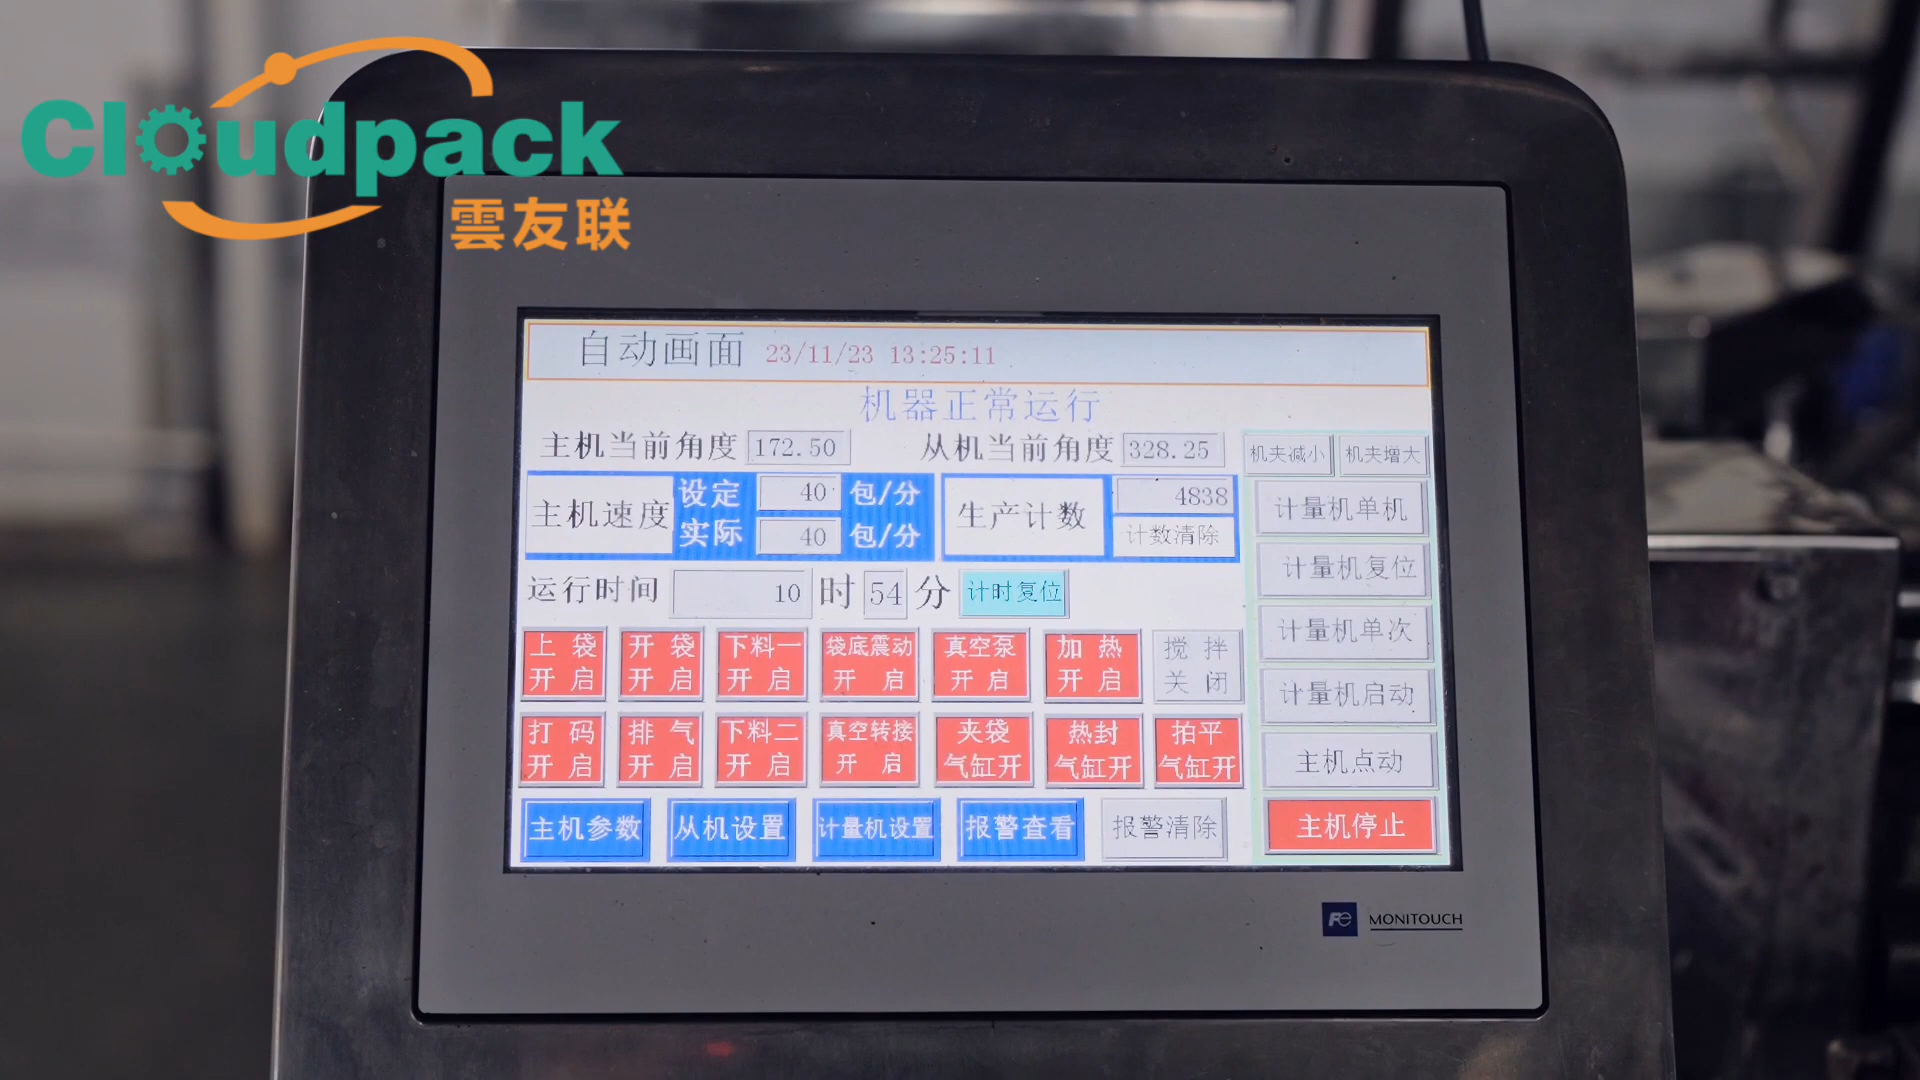 Cloudpack
雲友联
自动画面 23/11/23 13:25:11
机器正常运行
主机当前角度 172.50 从机当前角度 328.25 机夹减小 机夹增大
主机速度 设定 40 包/分 生产计数 4838 计量机单机
实际 40 包/分 计数清除
计量机复位
运行时间 10 时 54 分 计时复位
计量机单次
上袋 开袋 下料一 袋底震动 真空泵 加热 搅拌
开启 开启 开启 开启 开启 开启 关闭
计量机启动
打码 排气 下料二 真空转接 夹袋 热封 拍平
开启 开启 开启 开启 气缸开 气缸开 气缸开
主机点动
主机参数 从机设置 计量机设置 报警查看 报警清除 主机停止
Fe MONITOUCH